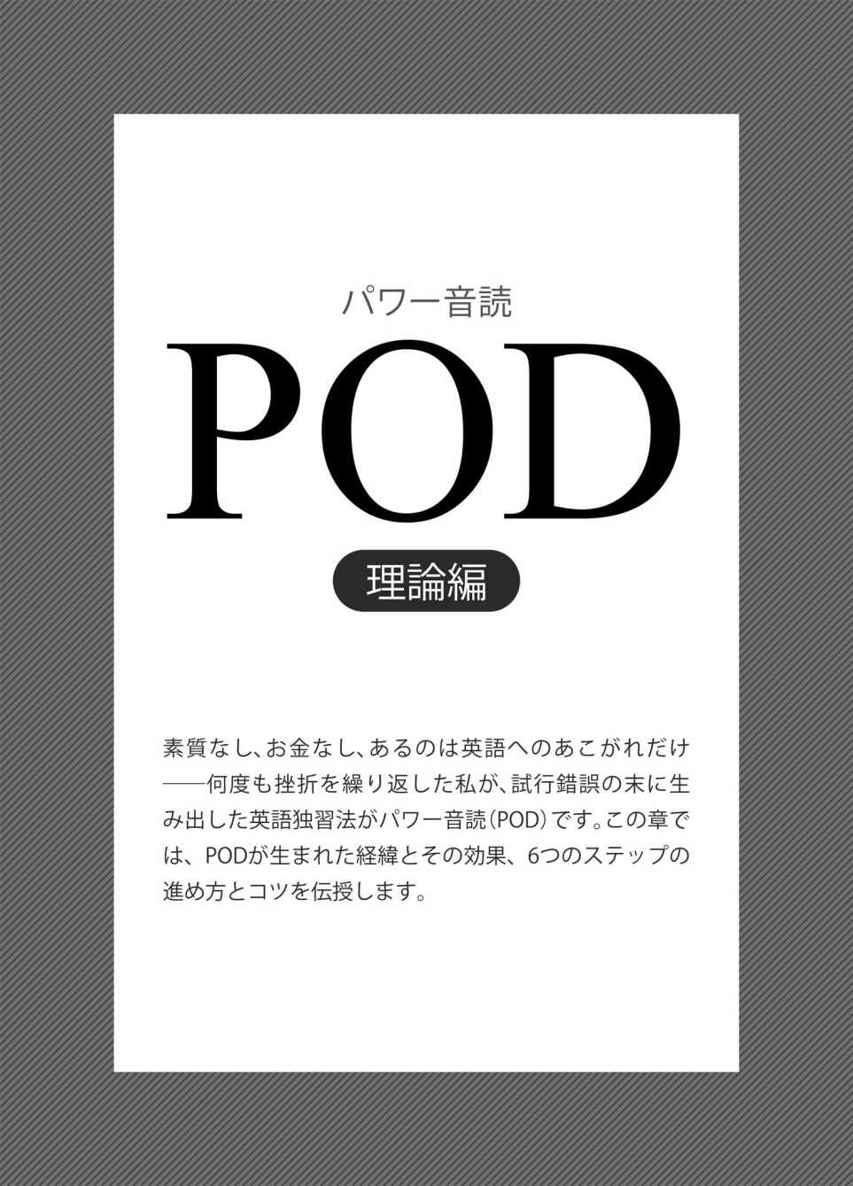 パワー音読
POD
理論編
素質なし、お金なし、あるのは英語へのあこがれだけ
──何度も挫折を繰り返した私が、試行錯誤の末に生
み出した英語独習法がパワー音読（POD）です。この章で
は、PODが生まれた経緯とその効果、6つのステップの
進め方とコツを伝授します。